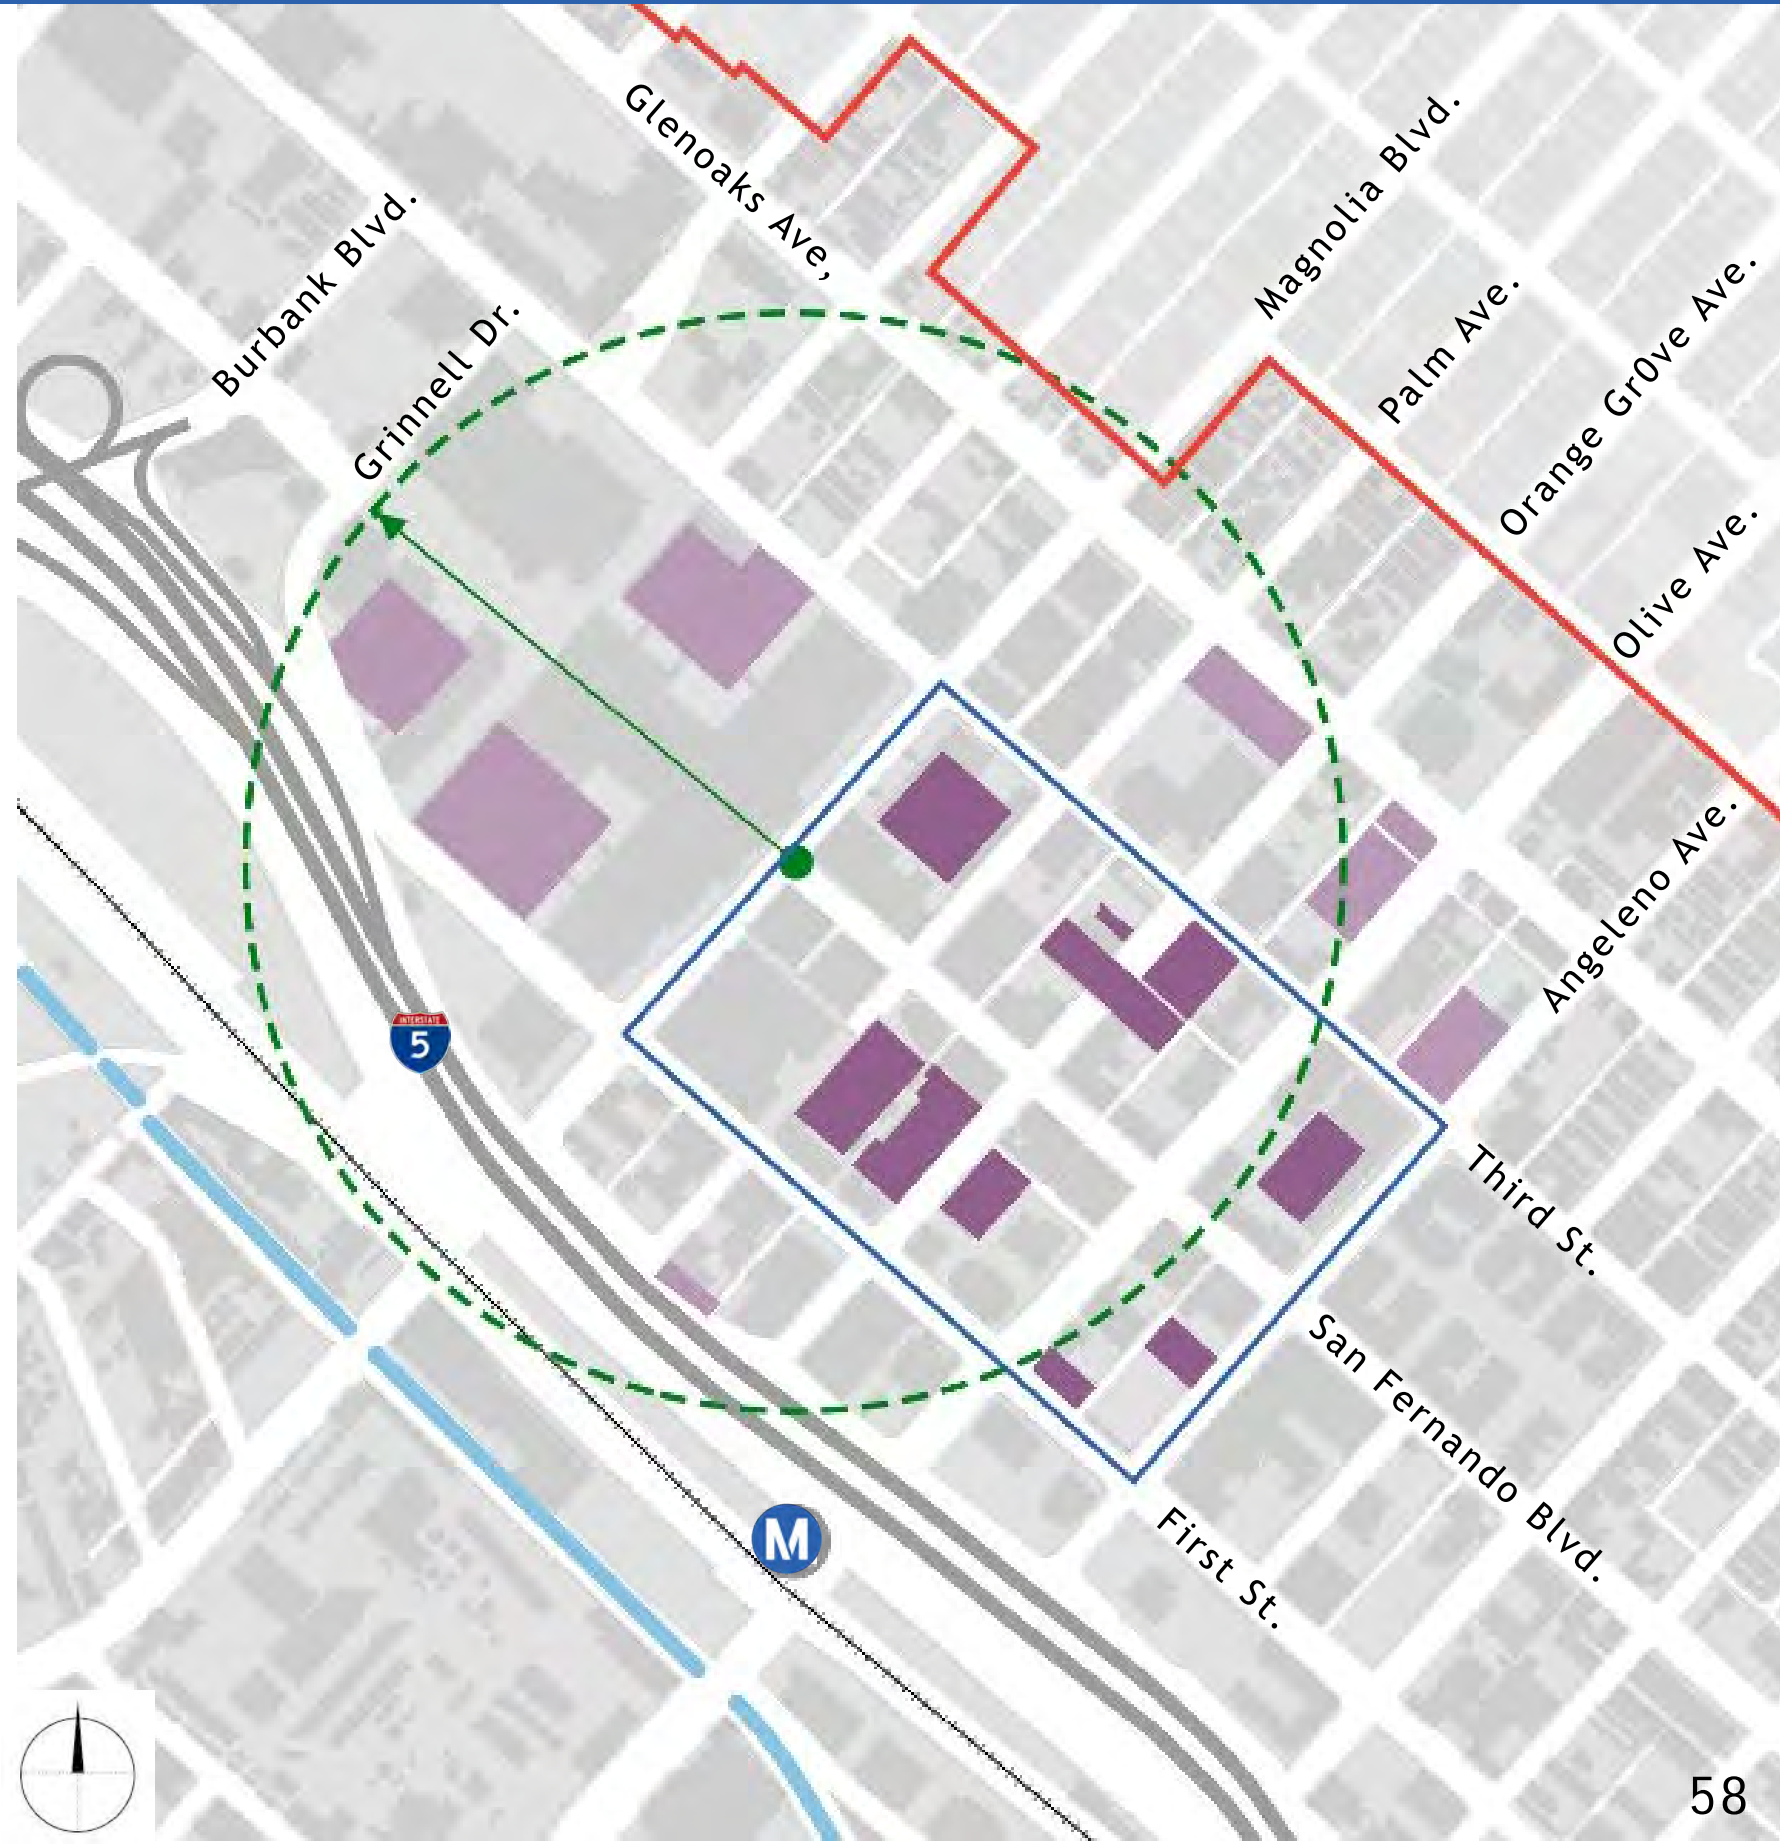 Glenoaks Ave,
Magnolia Blvd.
Burbank Blvd.
Palm Ave.
Orange Gr0ve Ave.
Grinnell Dr.
Olive Ave.
Angeleno Ave.
INTERSTATE
5
Third St.
San Fernando Blvd.
M
First St.
58